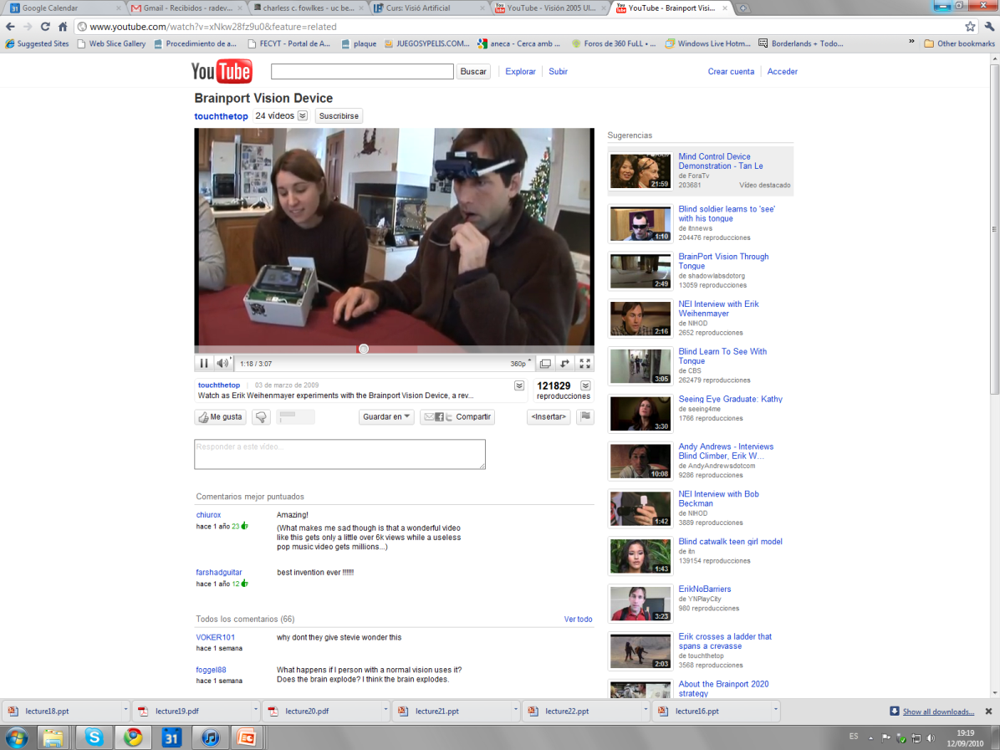 Google Calendar
Gmail - Recibidos - radev...
charless c. fowlkes - uc be...
Curs: Visió Artificial
YouTube - Visión 2005 UI...
YouTube - Brainport Visi...
www.youtube.com/watch?v=xNkw28fz9u0&feature=related
Suggested Sites
Web Slice Gallery
Procedimiento de a...
FECYT - Portal de A...
plaque
JUEGOSYPELIS.COM...
aneca - Cerca amb ...
Foros de 360 FuLL • ...
Windows Live Hotm...
Borderlands + Todo...
»
Other bookmarks
YouTube
Buscar
Explorar
Subir
Crear cuenta
Acceder
Brainport Vision Device
touchthetop
24 vídeos
Suscribirse
1:18 / 3:07
360p
touchthetop
03 de marzo de 2009
Watch as Erik Weihenmayer experiments with the Brainport Vision Device, a rev...
121829
reproducciones
Me gusta
1
Guardar en
Compartir
<Insertar>
Responder a este vídeo...
Comentarios mejor puntuados
chiurox
hace 1 año 23
Amazing!
(What makes me sad though is that a wonderful video
like this gets only a little over 6k views while a useless
pop music video gets millions...)
farshadguitar
hace 1 año 12
best invention ever !!!!!!
Todos los comentarios (66)
Ver todo
VOKER101
hace 1 semana
why dont they give stevie wonder this
foggel88
hace 1 semana
What happens if I person with a normal vision uses it?
Does the brain explode? I think the brain explodes.
Sugerencias
21:59
Mind Control Device
Demonstration - Tan Le
de ForaTv
203681
Vídeo destacado
1:10
Blind soldier learns to 'see'
with his tongue
de itnnews
204476 reproducciones
2:49
BrainPort Vision Through
Tongue
de shadowlabsdotorg
13059 reproducciones
2:16
NEI Interview with Erik
Weihenmayer
de NIHOD
2652 reproducciones
3:05
Blind Learn To See With
Tongue
de CBS
262479 reproducciones
3:30
Seeing Eye Graduate: Kathy
de seeing4me
1766 reproducciones
10:08
Andy Andrews - Interviews
Blind Climber, Erik W...
de AndyAndrewsdotcom
9286 reproducciones
1:42
NEI Interview with Bob
Beckman
de NIHOD
3889 reproducciones
1:43
Blind catwalk teen girl model
de itn
139154 reproducciones
3:23
ErikNoBarriers
de YNPlayCity
980 reproducciones
2:03
Erik crosses a ladder that
spans a crevasse
de touchthetop
3568 reproducciones
About the Brainport 2020
strategy
lecture18.ppt
lecture19.pdf
lecture20.pdf
lecture21.ppt
lecture22.ppt
lecture16.ppt
Show all downloads...
31
ES
19:19
12/09/2010